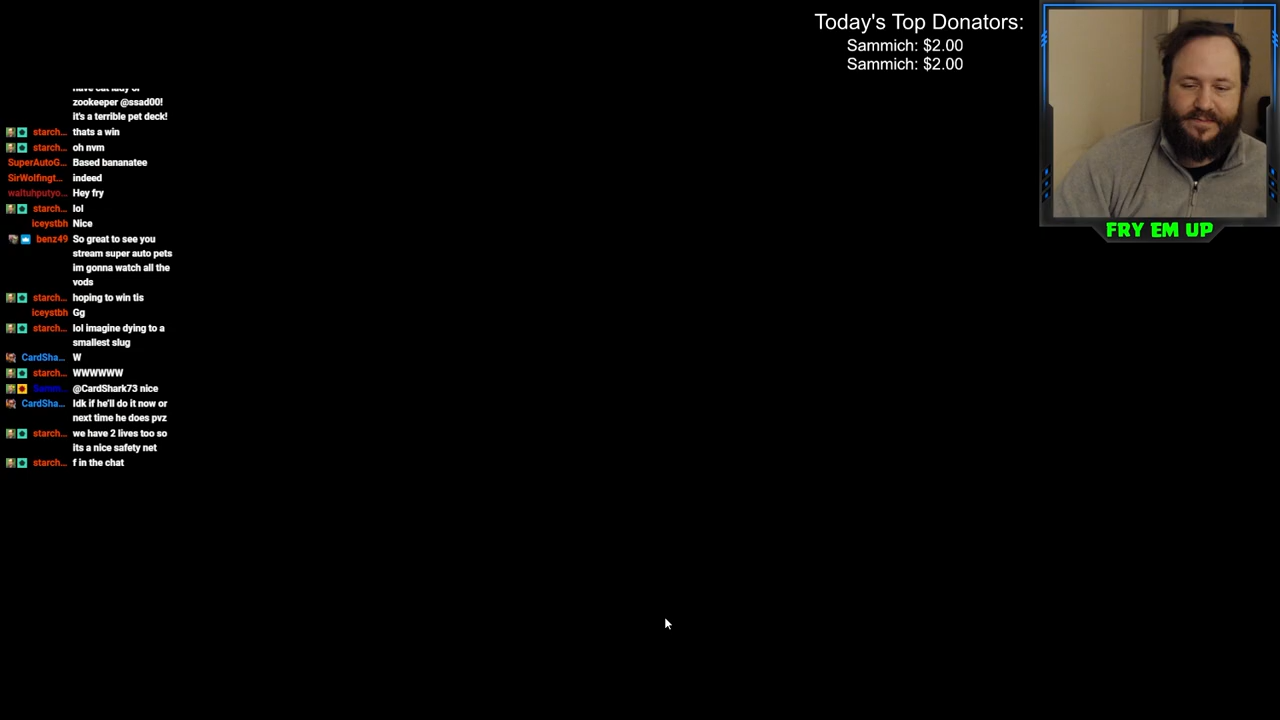 Today's Top Donators:
Sammich: $2.00
Sammich: $2.00
FRY EM UP
have cat lady or
zookeeper @ssad00!
it's a terrible pet deck!
starch... thats a win
starch... oh nvm
SuperAutoG... Based bananatee
SirWolfingt... indeed
waltuhputyo... Hey fry
starch... lol
iceystbh Nice
benz49 So great to see you
stream super auto pets
im gonna watch all the
vods
starch... hoping to win tis
iceystbh Gg
starch... lol imagine dying to a
smallest slug
CardSha... W
starch... WWWWWW
@CardShark73 nice
CardSha... Idk if he'll do it now or
next time he does pvz
starch... we have 2 lives too so
its a nice safety net
starch... f in the chat